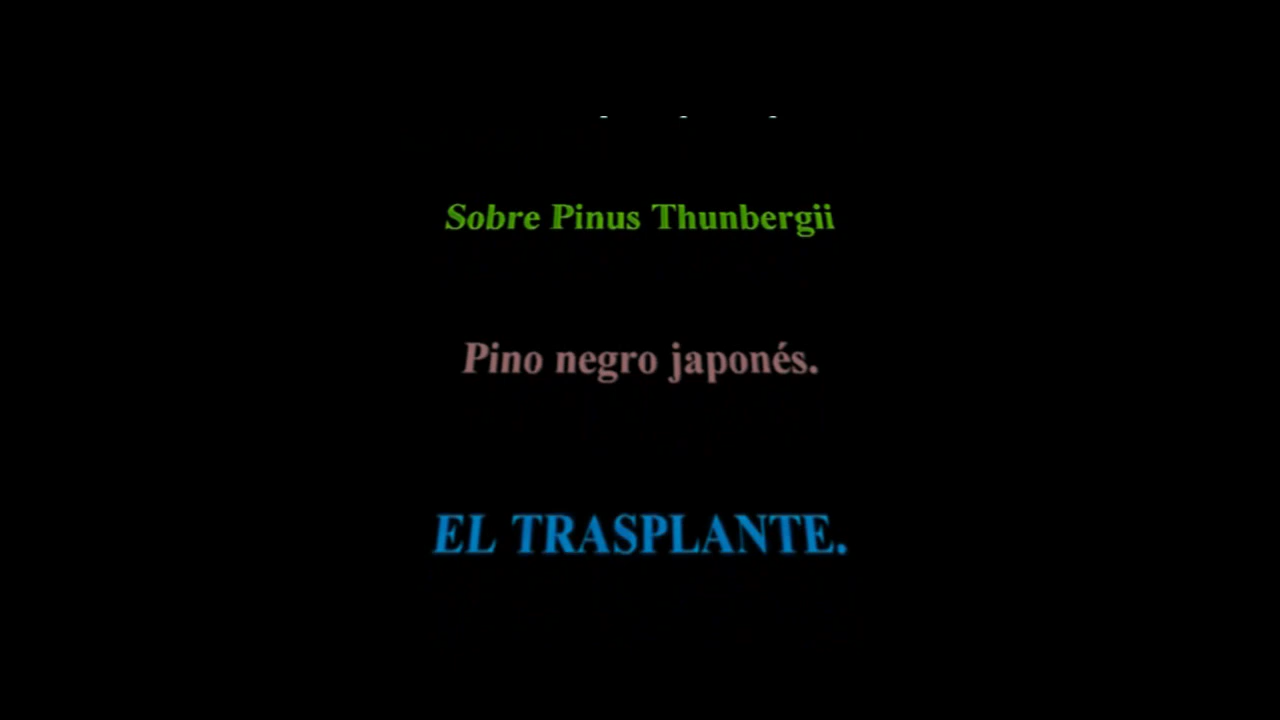 Sobre Pinus Thunbergii
Pino negro japonés.
EL TRASPLANTE.